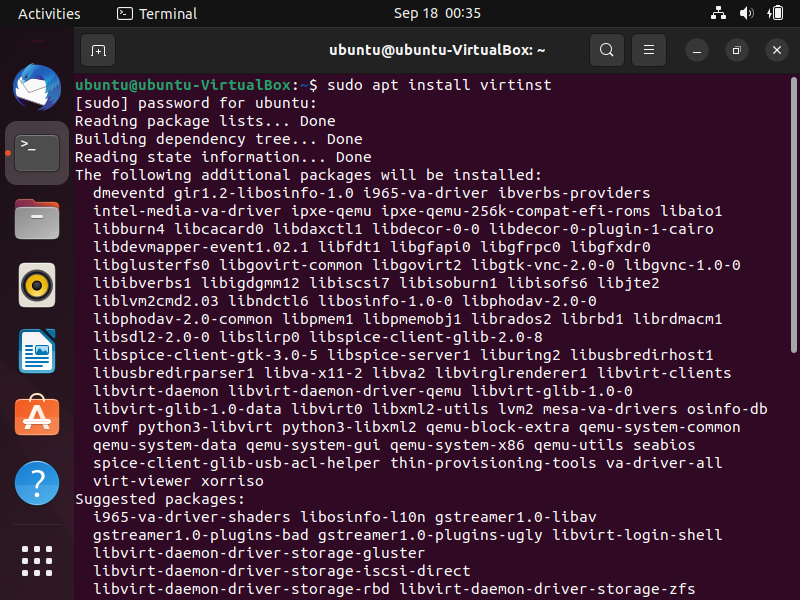 Activities
Terminal
Sep 18 00:35
ubuntu@ubuntu-VirtualBox: ~
ubuntu@ubuntu-VirtualBox:~$ sudo apt install virtinst
[sudo] password for ubuntu:
Reading package lists... Done
Building dependency tree... Done
Reading state information... Done
The following additional packages will be installed:
dmeventd gir1.2-libosinfo-1.0 i965-va-driver ibverbs-providers
intel-media-va-driver ipxe-qemu ipxe-qemu-256k-compat-efi-roms libaio1
libburn4 libcacard0 libdaxctl1 libdecor-0-0 libdecor-0-plugin-1-cairo
libdevmapper-event1.02.1 libfdt1 libgfapi0 libgfrpc0 libgfxdr0
libglusterfs0 libgovirt-common libgovirt2 libgtk-vnc-2.0-0 libgvnc-1.0-0
libibverbs1 libigdgmm12 libiscsi7 libisoburn1 libisofs6 libjte2
liblvm2cmd2.03 libndctl6 libosinfo-1.0-0 libphodav-2.0-0
libphodav-2.0-common libpmem1 libpmemobj1 librados2 librbd1 librdmacm1
libsdl2-2.0-0 libslirp0 libspice-client-glib-2.0-8
libspice-client-gtk-3.0-5 libspice-server1 liburing2 libusbredirhost1
libusbredirparser1 libva-x11-2 libva2 libvirglrenderer1 libvirt-clients
libvirt-daemon libvirt-daemon-driver-qemu libvirt-glib-1.0-0
libvirt-glib-1.0-data libvirt0 libxml2-utils lvm2 mesa-va-drivers osinfo-db
ovmf python3-libvirt python3-libxml2 qemu-block-extra qemu-system-common
qemu-system-data qemu-system-gui qemu-system-x86 qemu-utils seabios
spice-client-glib-usb-acl-helper thin-provisioning-tools va-driver-all
virt-viewer xorriso
Suggested packages:
i965-va-driver-shaders libosinfo-l10n gstreamer1.0-libav
gstreamer1.0-plugins-bad gstreamer1.0-plugins-ugly libvirt-login-shell
libvirt-daemon-driver-storage-gluster
libvirt-daemon-driver-storage-iscsi-direct
libvirt-daemon-driver-storage-rbd libvirt-daemon-driver-storage-zfs